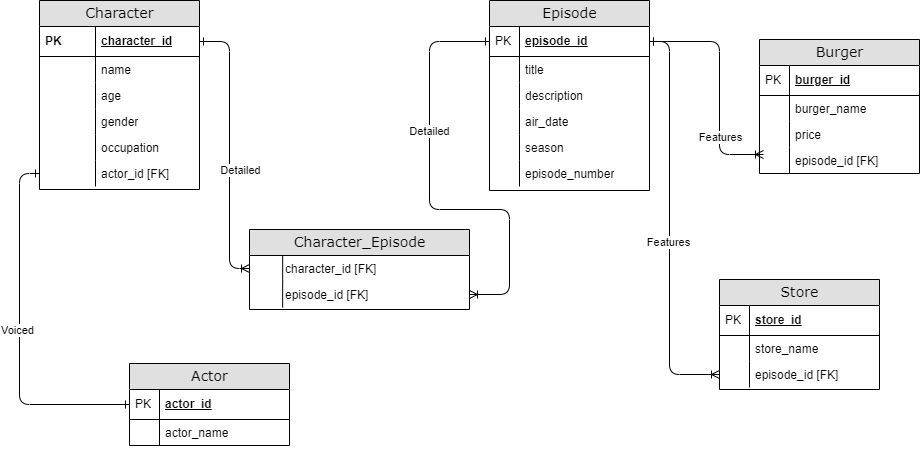 Character
PK character_id
name
age
gender
occupation
actor_id [FK]
Episode
PK episode_id
title
description
air_date
season
episode_number
Burger
PK burger_id
burger_name
price
episode_id [FK]
Detailed
Detailed
Features
Character_Episode
character_id [FK]
episode_id [FK]
Features
Store
PK store_id
store_name
episode_id [FK]
Voiced
Actor
PK actor_id
actor_name